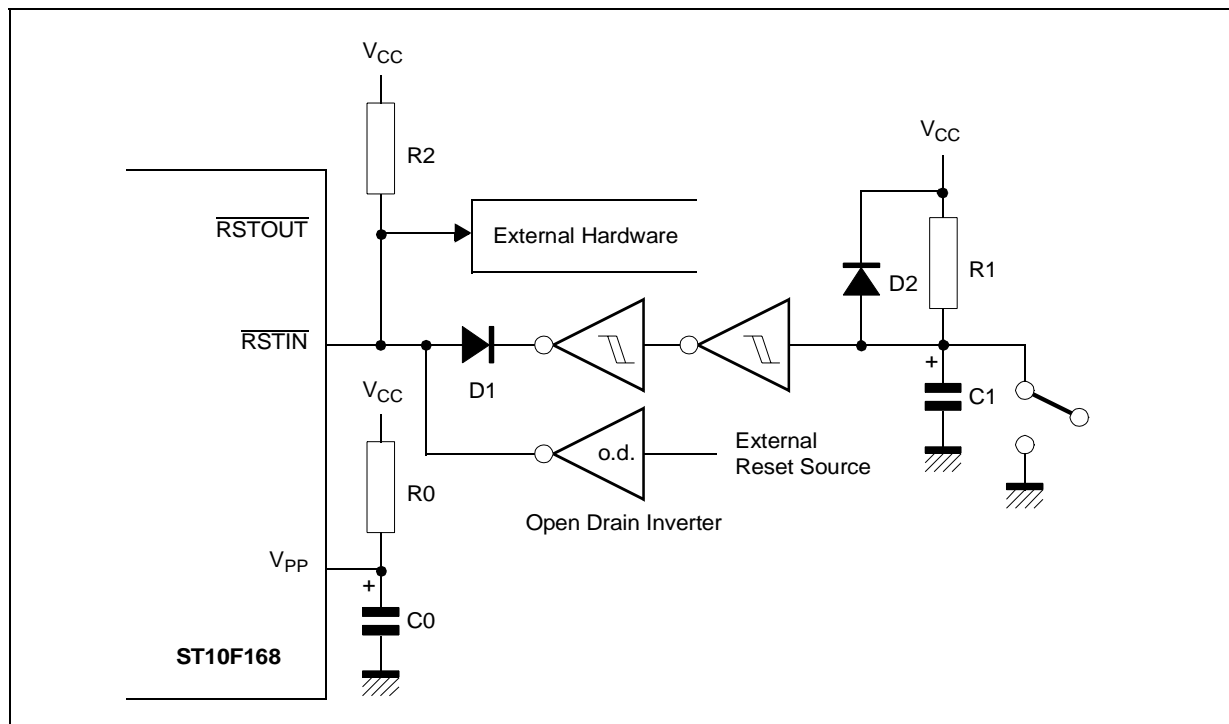 VCC
R2
VCC
RSTOUT
External Hardware
D2
R1
RSTIN
D1
+
C1
VCC
o.d.
External
Reset Source
R0
Open Drain Inverter
VPP
+
C0
ST10F168